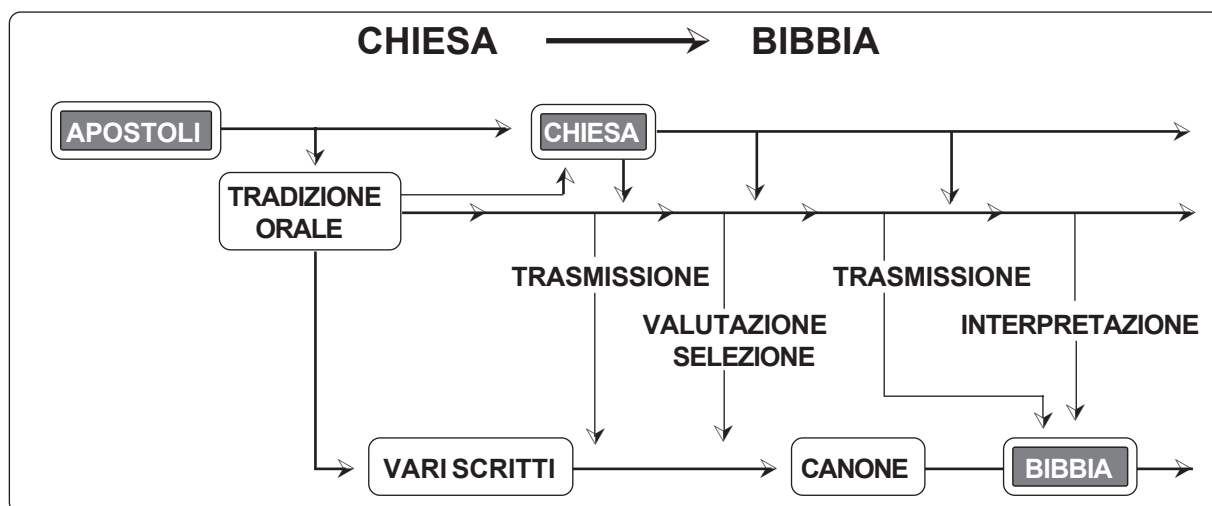 CHIESA BIBBIA
APOSTOLI
CHIESA
TRADIZIONE
ORALE
TRASMISSIONE
TRASMISSIONE
VALUTAZIONE
SELEZIONE
INTERPRETAZIONE
VARI SCRITTI
CANONE
BIBBIA